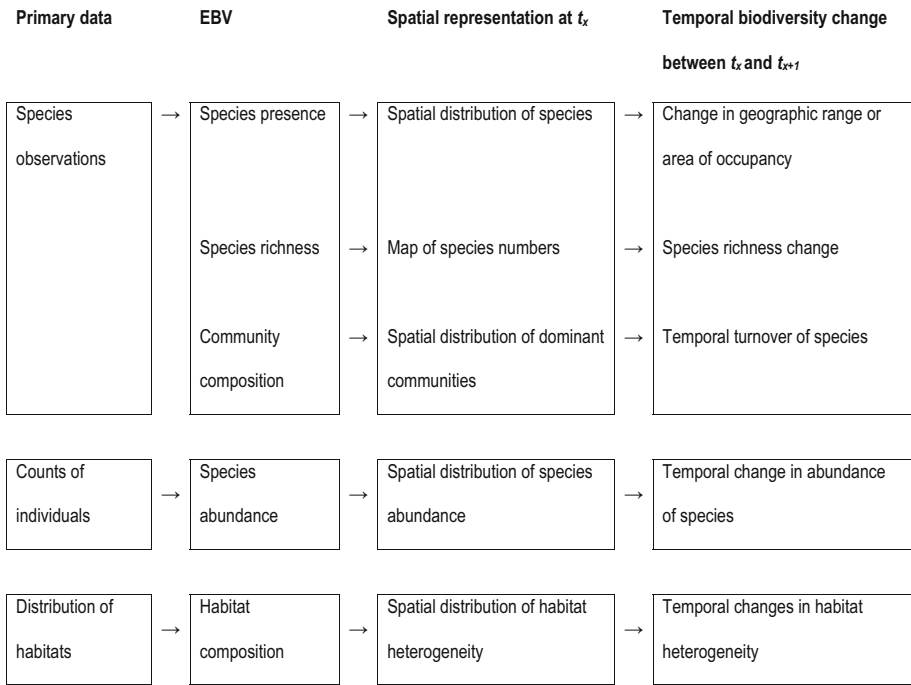 Primary data EBV Spatial representation at tx Temporal biodiversity change
between tx and tx+1
Species → Species presence → Spatial distribution of species → Change in geographic range or
observations area of occupancy
Species richness → Map of species numbers → Species richness change
Community → Spatial distribution of dominant → Temporal turnover of species
composition communities
Counts of → Species → Spatial distribution of species → Temporal change in abundance
individuals abundance abundance of species
Distribution of → Habitat → Spatial distribution of habitat → Temporal changes in habitat
habitats composition heterogeneity heterogeneity